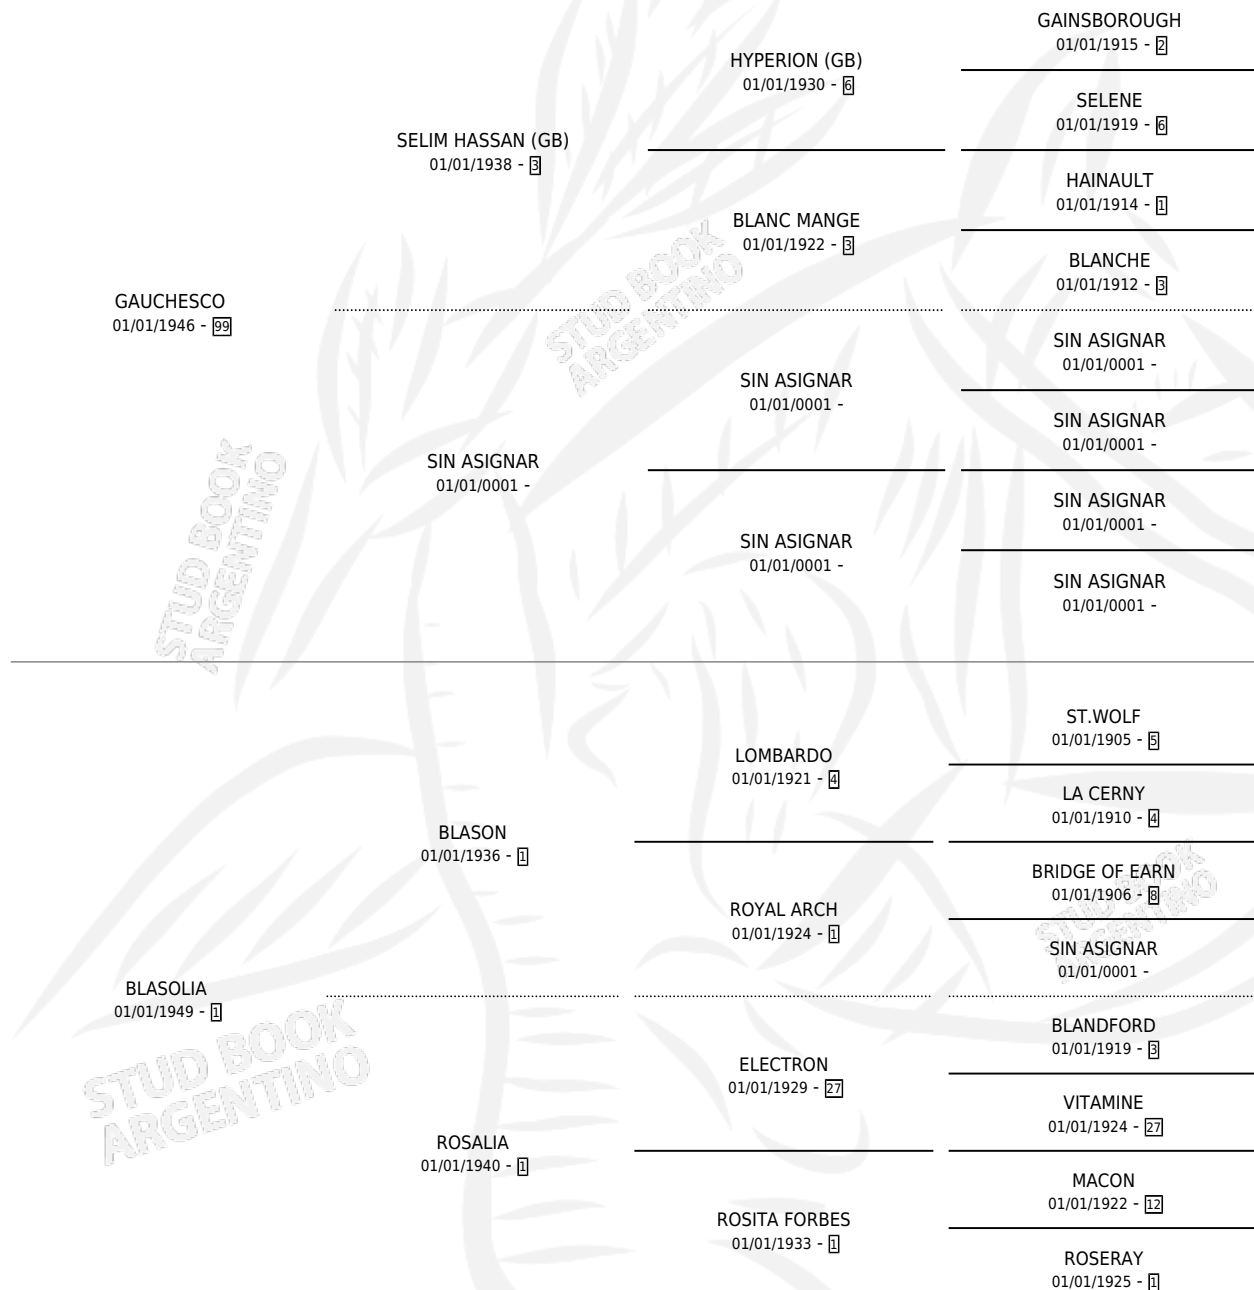 GAINSBOROUGH
01/01/1915 - 2
HYPERION (GB)
01/01/1930 - 6
SELENE
01/01/1919 - 6
SELIM HASSAN (GB)
01/01/1938 - 3
HAINAULT
01/01/1914 - 1
BLANC MANGE
01/01/1922 - 3
BLANCHE
01/01/1912 - 3
GAUCHESCO
01/01/1946 - 99
SIN ASIGNAR
01/01/0001 -
SIN ASIGNAR
01/01/0001 -
SIN ASIGNAR
01/01/0001 -
SIN ASIGNAR
01/01/0001 -
SIN ASIGNAR
01/01/0001 -
SIN ASIGNAR
01/01/0001 -
SIN ASIGNAR
01/01/0001 -
ST.WOLF
01/01/1905 - 5
LOMBARDO
01/01/1921 - 4
LA CERNY
01/01/1910 - 4
BLASON
01/01/1936 - 1
BRIDGE OF EARN
01/01/1906 - 8
ROYAL ARCH
01/01/1924 - 1
SIN ASIGNAR
01/01/0001 -
BLASOLIA
01/01/1949 - 1
BLANDFORD
01/01/1919 - 3
ELECTRON
01/01/1929 - 27
VITAMINE
01/01/1924 - 27
ROSALIA
01/01/1940 - 1
MACON
01/01/1922 - 12
ROSITA FORBES
01/01/1933 - 1
ROSERAY
01/01/1925 - 1
STUD BOOK
ARGENTINO
STUD BOOK
ARGENTINO
STUD BOOK
ARGENTINO
STUD BOOK
ARGENTINO